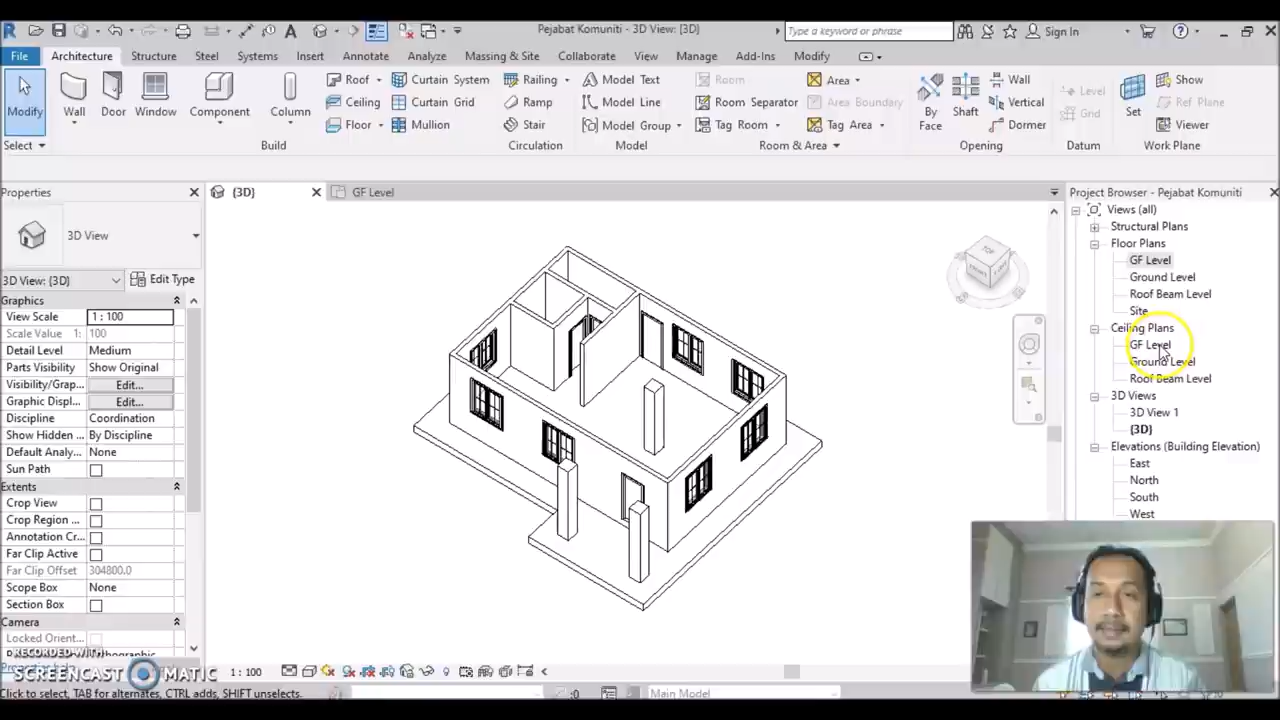 Pejabat Komuniti - 3D View: {3D}
Type a keyword or phrase
Sign In
File Architecture Structure Steel Systems Insert Annotate Analyze Massing & Site Collaborate View Manage Add-Ins Modify
Modify
Wall
Door
Window
Component
Column
Roof
Ceiling
Floor
Curtain System
Curtain Grid
Mullion
Railing
Ramp
Stair
Model Text
Model Line
Model Group
Room
Room Separator
Tag Room
Area
Area Boundary
Tag Area
By
Face
Shaft
Wall
Vertical
Dormer
Level
Grid
Set
Show
Ref Plane
Viewer
Select
Build
Circulation
Model
Room & Area
Opening
Datum
Work Plane
Properties
3D View
3D View: {3D}
Edit Type
Graphics
View Scale 1 : 100
Scale Value 1: 100
Detail Level Medium
Parts Visibility Show Original
Visibility/Grap... Edit...
Graphic Displ... Edit...
Discipline Coordination
Show Hidden ... By Discipline
Default Analy... None
Sun Path
Extents
Crop View
Crop Region ...
Annotation Cr...
Far Clip Active
Far Clip Offset 304800.0
Scope Box None
Section Box
Camera
Locked Orient...
RECORDED WITH
SCREENCAST MATIC
Click to select, TAB for alternates, CTRL adds, SHIFT unselects.
{3D}
GF Level
TOP
FRONT
1 : 100
:0
Main Model
Project Browser - Pejabat Komuniti
Views (all)
Structural Plans
Floor Plans
GF Level
Ground Level
Roof Beam Level
Site
Ceiling Plans
GF Level
Ground Level
Roof Beam Level
3D Views
3D View 1
{3D}
Elevations (Building Elevation)
East
North
South
West